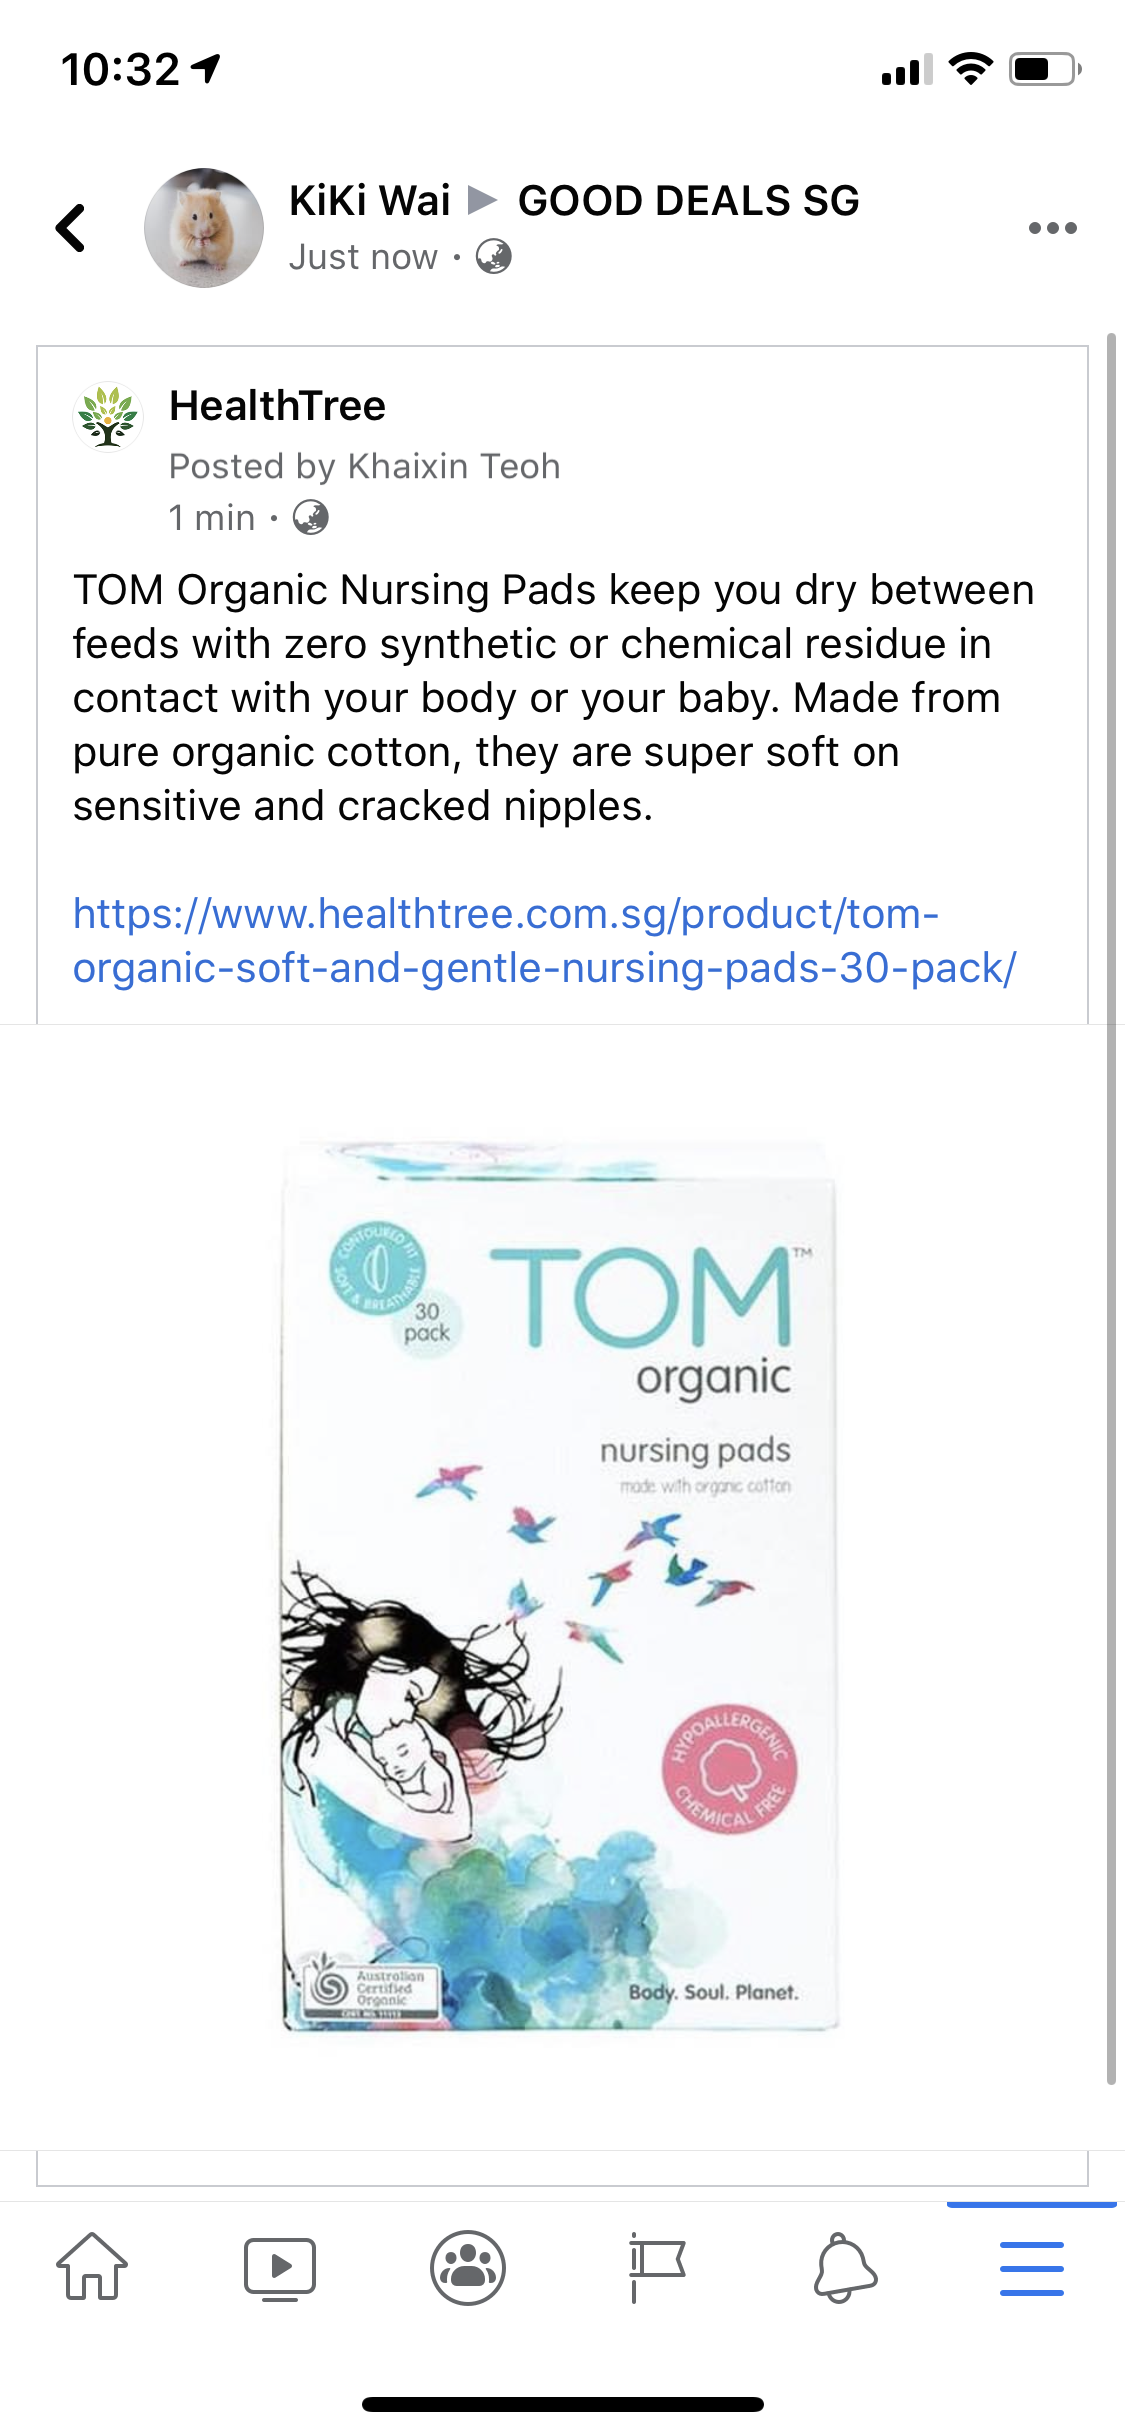 10:32
KiKi Wai ▶ GOOD DEALS SG
Just now ·
HealthTree
Posted by Khaixin Teoh
1 min ·
TOM Organic Nursing Pads keep you dry between
feeds with zero synthetic or chemical residue in
contact with your body or your baby. Made from
pure organic cotton, they are super soft on
sensitive and cracked nipples.
https://www.healthtree.com.sg/product/tom-
organic-soft-and-gentle-nursing-pads-30-pack/
CONTOURED FIT
SOFT & BREATHABLE
30
pack
TOM™
organic
nursing pads
made with organic cotton
HYPOALLERGENIC
CHEMICAL FREE
Australian
Certified
Organic
Body. Soul. Planet.